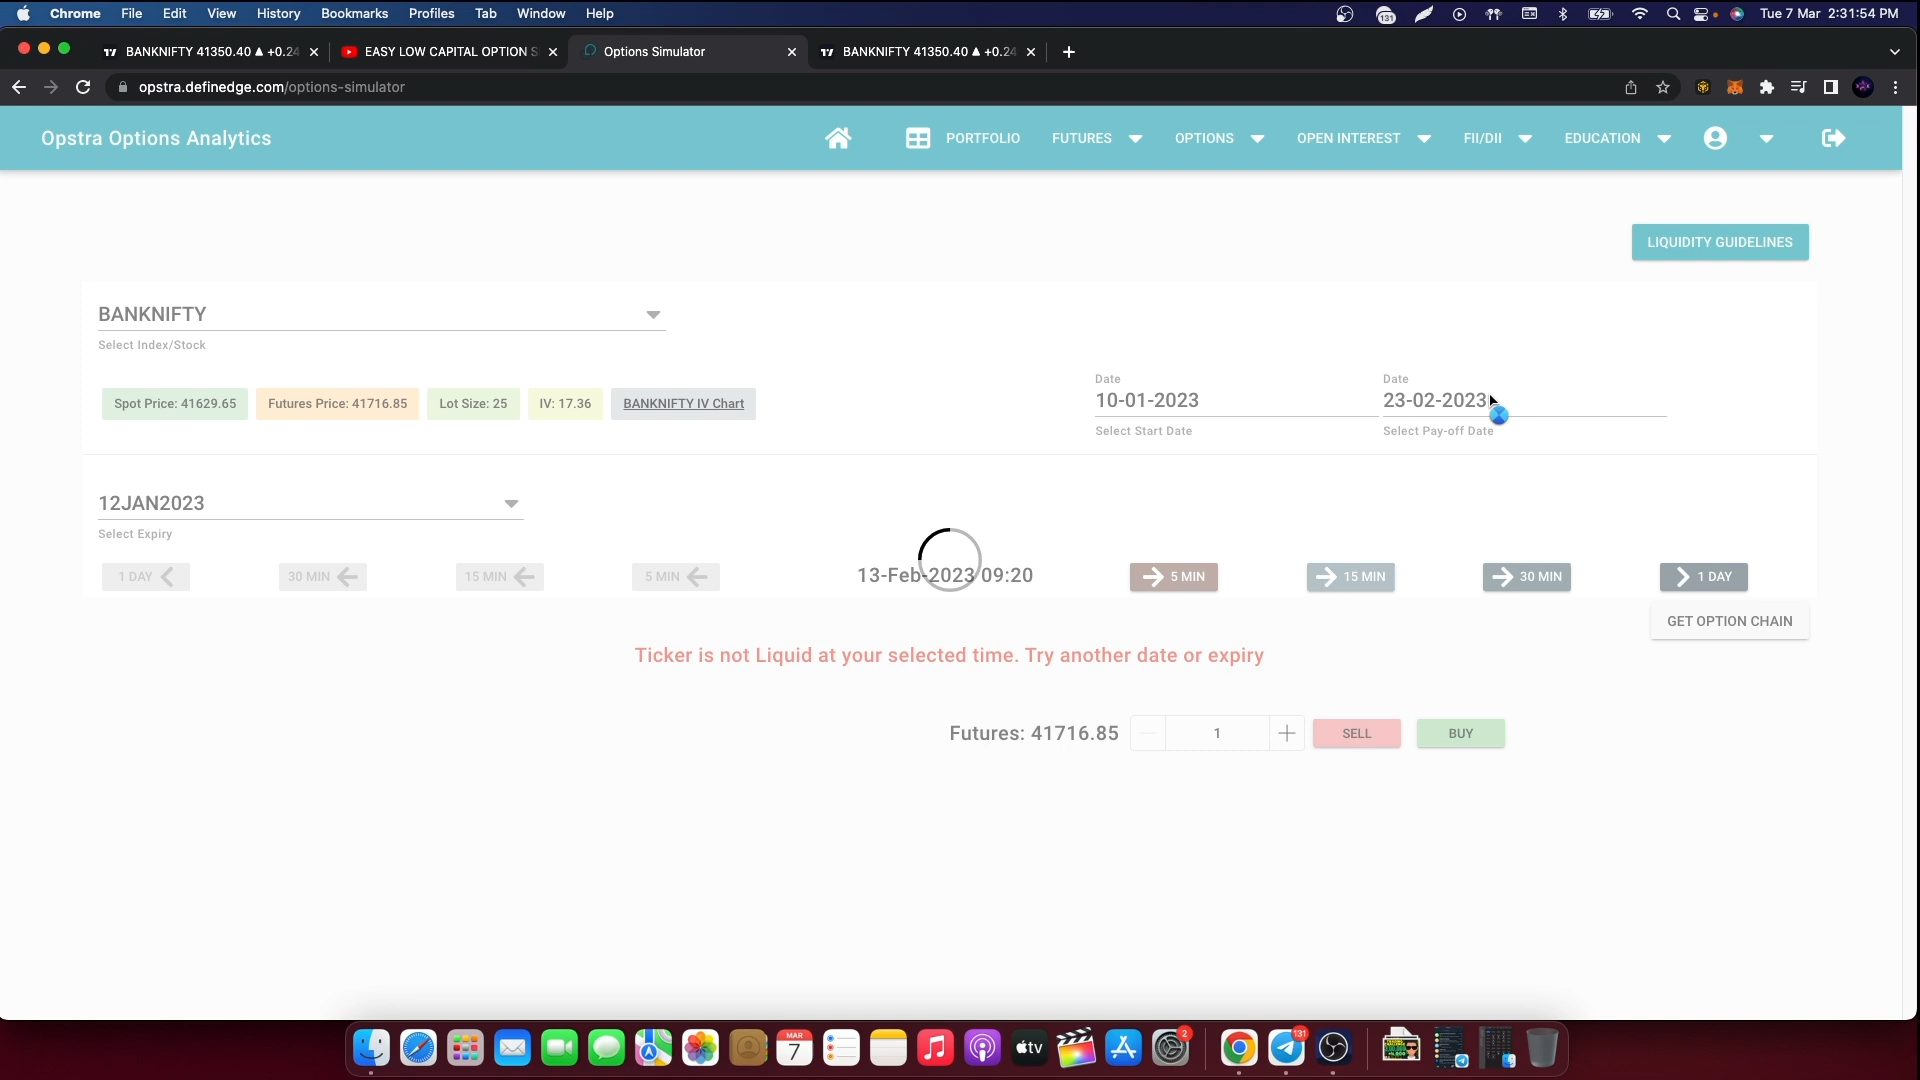 Chrome File Edit View History Bookmarks Profiles Tab Window Help 131 Tue 7 Mar 2:31:54 PM
BANKNIFTY 41350.40 ▲ +0.24 EASY LOW CAPITAL OPTION S Options Simulator BANKNIFTY 41350.40 ▲ +0.24
opstra.definedge.com/options-simulator
Opstra Options Analytics PORTFOLIO FUTURES OPTIONS OPEN INTEREST FII/DII EDUCATION
LIQUIDITY GUIDELINES
BANKNIFTY
Select Index/Stock
Date Date
10-01-2023 23-02-2023
Spot Price: 41629.65 Futures Price: 41716.85 Lot Size: 25 IV: 17.36 BANKNIFTY IV Chart
Select Start Date Select Pay-off Date
12JAN2023
Select Expiry
1 DAY 30 MIN 15 MIN 5 MIN 13-Feb-2023 09:20 5 MIN 15 MIN 30 MIN 1 DAY
GET OPTION CHAIN
Ticker is not Liquid at your selected time. Try another date or expiry
Futures: 41716.85 1 SELL BUY
MAR
7
tv
2
131